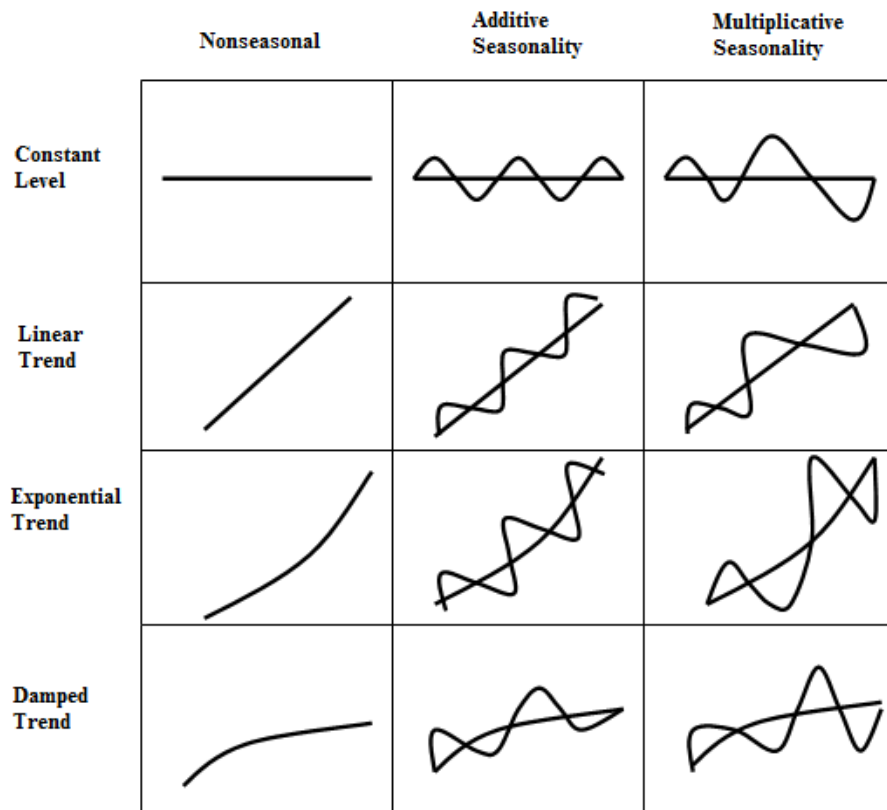 Nonseasonal
Additive
Seasonality
Multiplicative
Seasonality
Constant
Level
Linear
Trend
Exponential
Trend
Damped
Trend